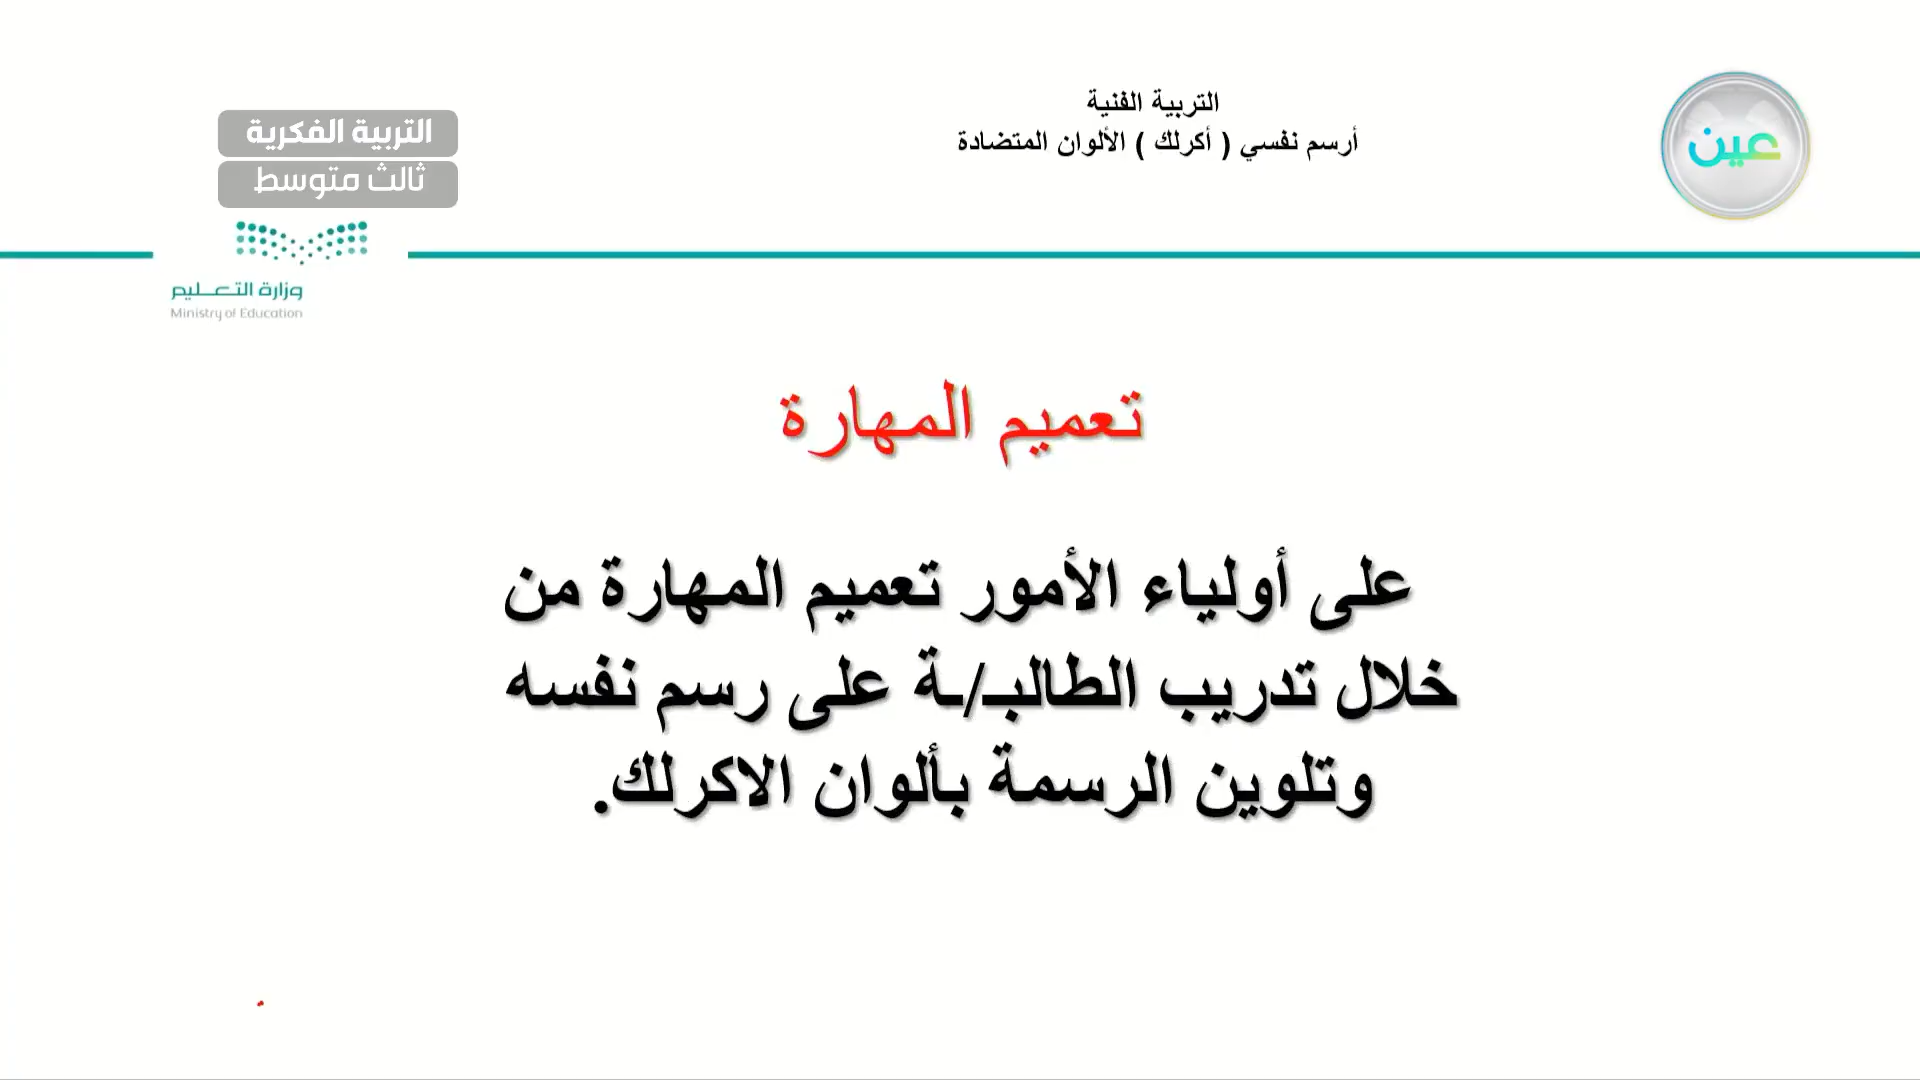 التربية الفنية
أرسم نفسي ( أكرلك ) الألوان المتضادة
عين
التربية الفكرية
ثالث متوسط
وزارة التعـــليم
Ministry of Education
تعميم المهارة
على أولياء الأمور تعميم المهارة من
خلال تدريب الطالبـ/ـة على رسم نفسه
وتلوين الرسمة بألوان الاكرلك.